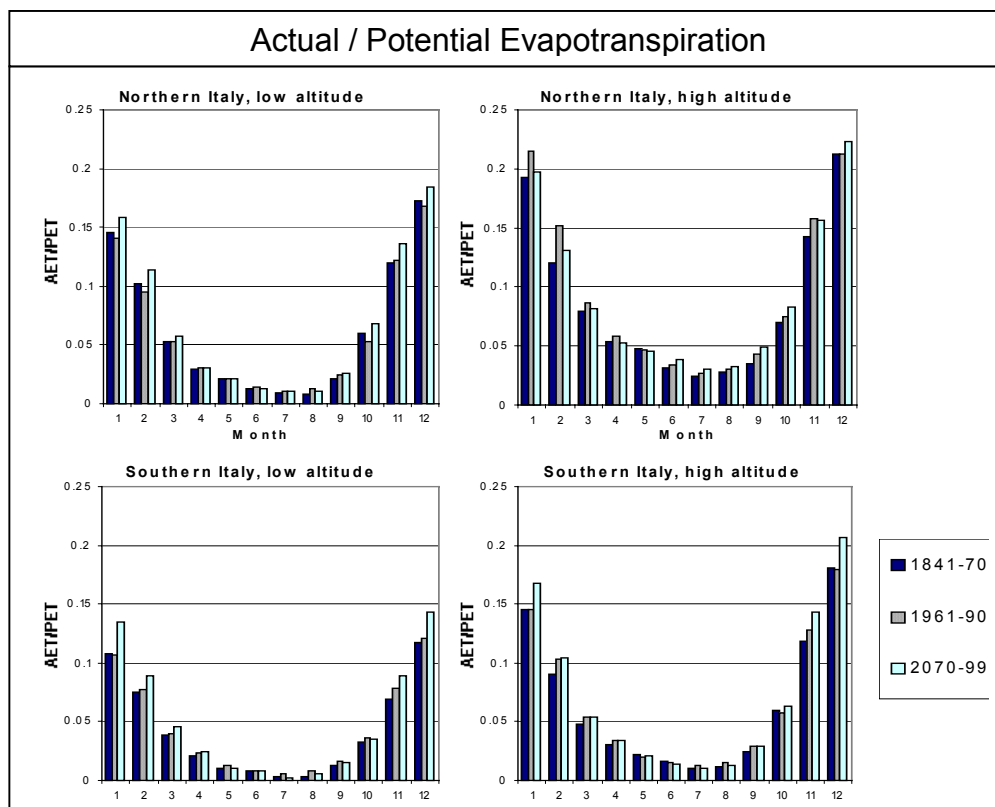 Actual / Potential Evapotranspiration
Northern Italy, low altitude
0.25
0.2
0.15
0.1
0.05
0
AET/PET
1 2 3 4 5 6 7 8 9 10 11 12
Month
Northern Italy, high altitude
0.25
0.2
0.15
0.1
0.05
0
AET/PET
1 2 3 4 5 6 7 8 9 10 11 12
Month
Southern Italy, low altitude
0.25
0.2
0.15
0.1
0.05
0
AET/PET
1 2 3 4 5 6 7 8 9 10 11 12
Southern Italy, high altitude
0.25
0.2
0.15
0.1
0.05
0
AET/PET
1 2 3 4 5 6 7 8 9 10 11 12
1841-70
1961-90
2070-99